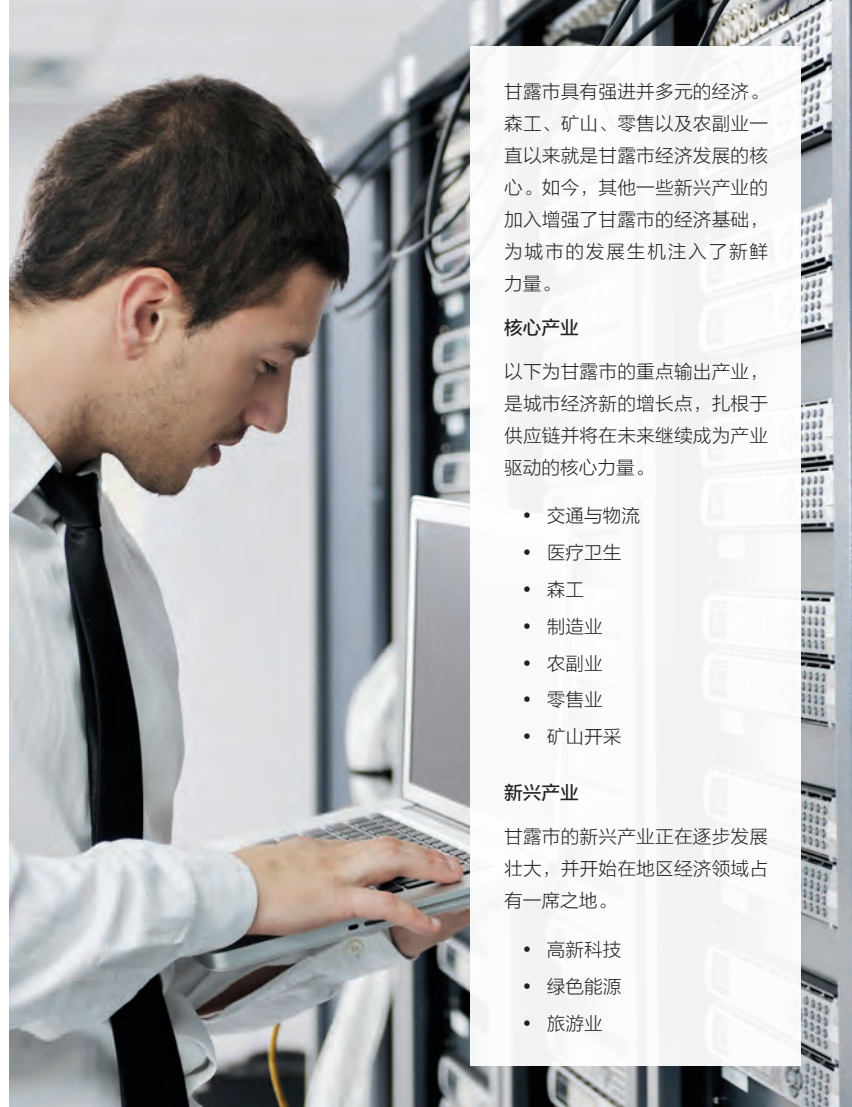 甘露市具有强进并多元的经济。
森工、矿山、零售以及农副业一
直以来就是甘露市经济发展的核
心。如今，其他一些新兴产业的
加入增强了甘露市的经济基础，
为城市的发展生机注入了新鲜
力量。
核心产业
以下为甘露市的重点输出产业，
是城市经济新的增长点，扎根于
供应链并将在未来继续成为产业
驱动的核心力量。
• 交通与物流
• 医疗卫生
• 森工
• 制造业
• 农副业
• 零售业
• 矿山开采
新兴产业
甘露市的新兴产业正在逐步发展
壮大，并开始在地区经济领域占
有一席之地。
• 高新科技
• 绿色能源
• 旅游业